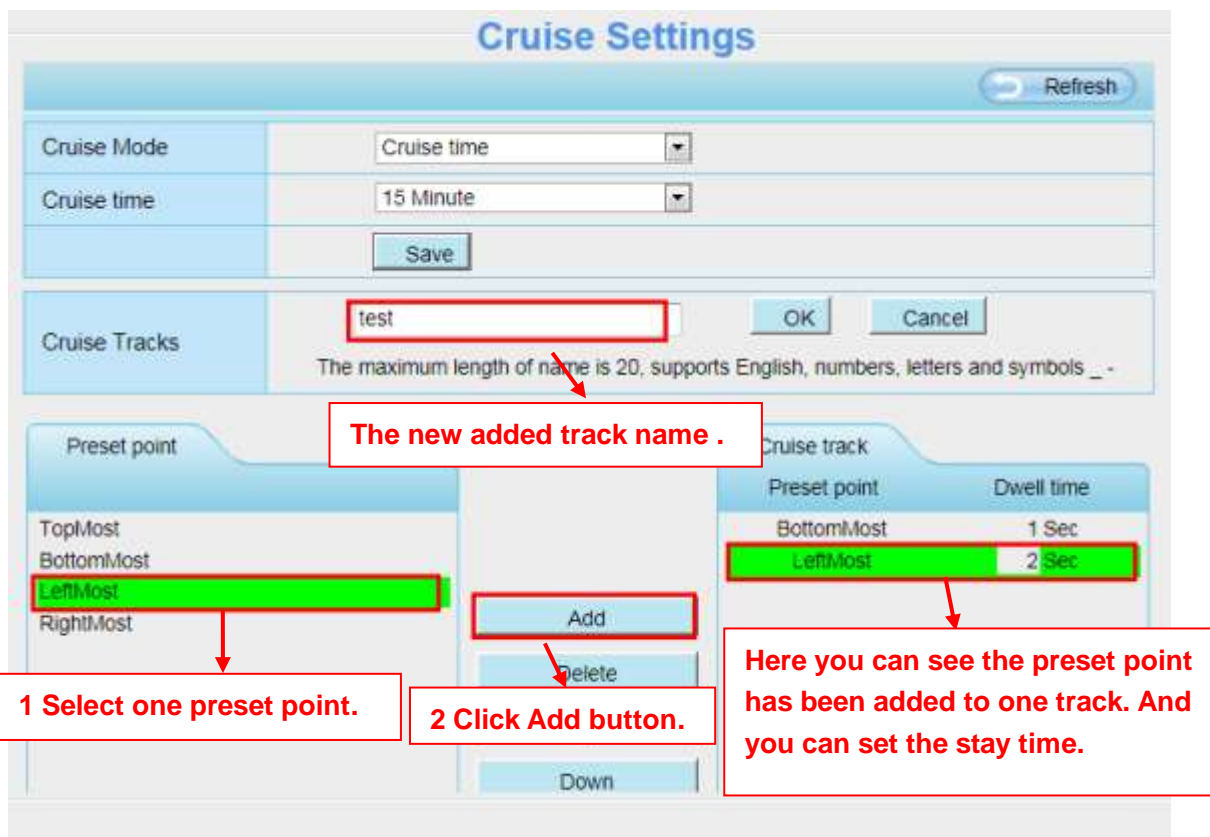 Cruise Settings
Refresh
Cruise Mode
Cruise time
Cruise time
15 Minute
Save
test
OK
Cancel
Cruise Tracks
The maximum length of name is 20, supports English, numbers, letters and symbols _ -
The new added track name .
Preset point
Cruise track
Preset point
Dwell time
TopMost
BottomMost
LeftMost
RightMost
BottomMost
1 Sec
LeftMost
2 Sec
Add
Delete
Down
1 Select one preset point.
2 Click Add button.
Here you can see the preset point
has been added to one track. And
you can set the stay time.